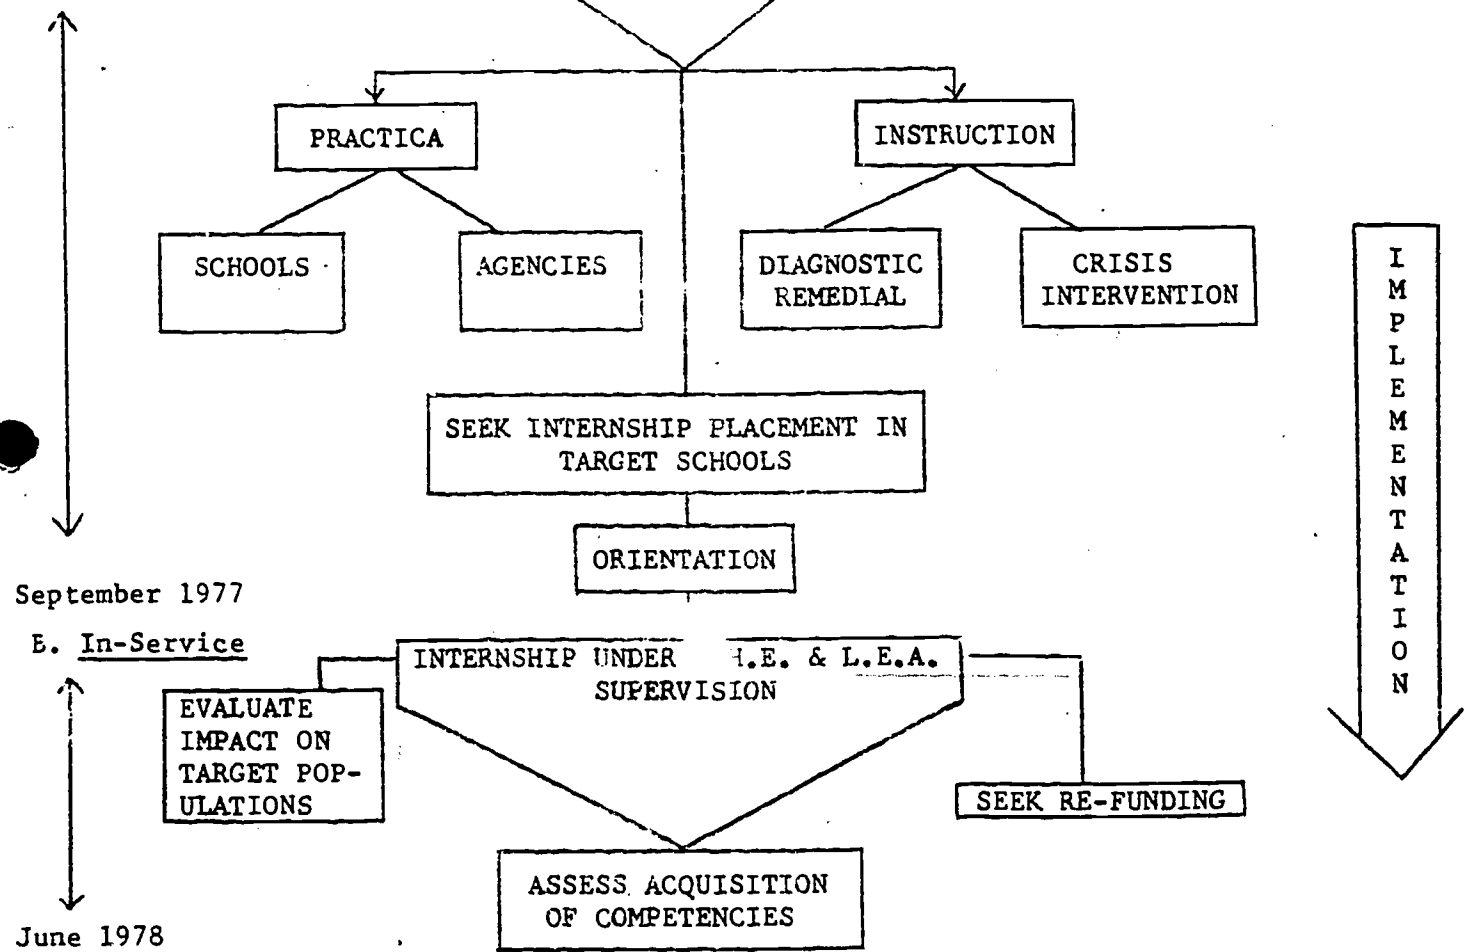 PRACTICA
INSTRUCTION
SCHOOLS
AGENCIES
DIAGNOSTIC
REMEDIAL
CRISIS
INTERVENTION
SEEK INTERNSHIP PLACEMENT IN
TARGET SCHOOLS
ORIENTATION
IMPLEMENTATION
September 1977
In-Service
INTERNSHIP UNDER .E. & L.E.A.
SUPERVISION
EVALUATE
IMPACT ON
TARGET POP-
ULATIONS
SEEK RE-FUNDING
ASSESS ACQUISITION
OF COMPETENCIES
June 1978